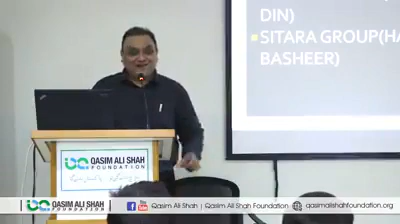 DIN)
SITARA GROUP(HA
BASHEER)
QASIM ALI SHAH
FOUNDATION
QASIM ALI SHAH
FOUNDATION
Qasim Ali Shah | Qasim Ali Shah Foundation | qasimalishahfoundation.org